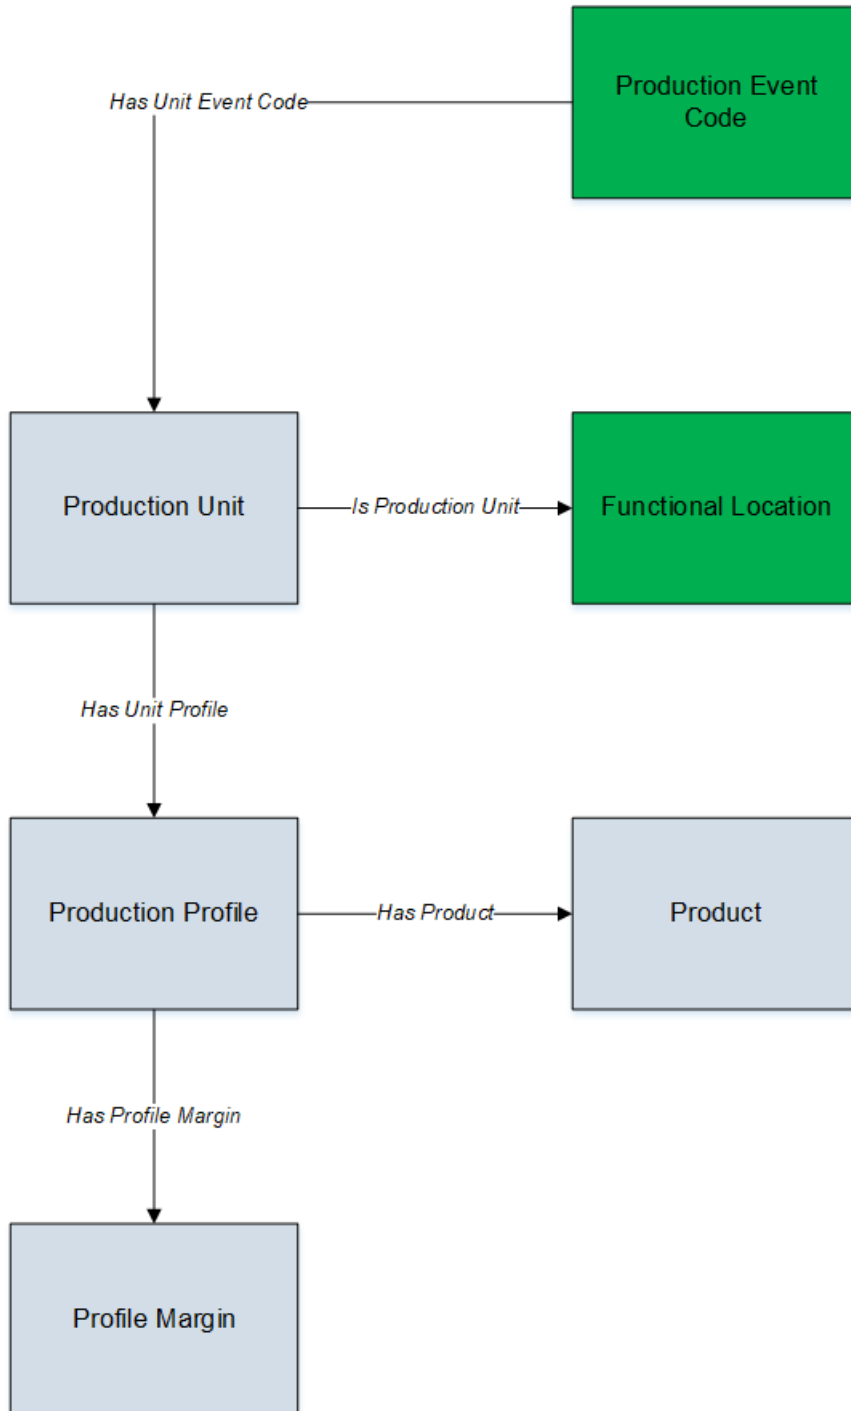 Production Event
Code
Has Unit Event Code
Production Unit
Is Production Unit
Functional Location
Has Unit Profile
Production Profile
Has Product
Product
Has Profile Margin
Profile Margin